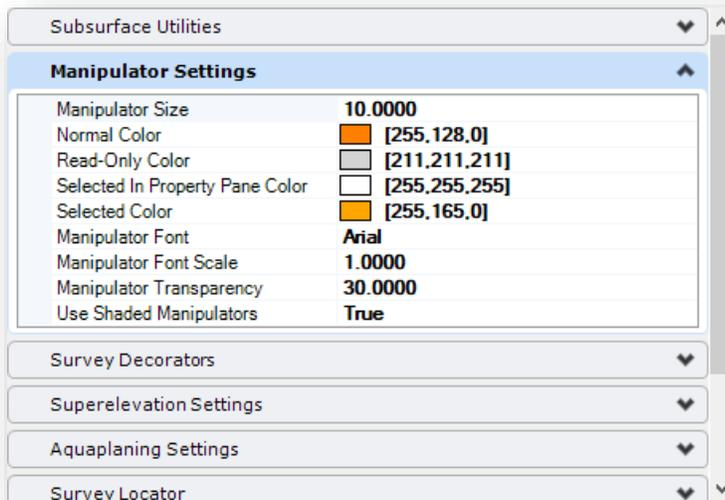 Subsurface Utilities
Manipulator Settings
Manipulator Size 10.0000
Normal Color [255,128,0]
Read-Only Color [211,211,211]
Selected In Property Pane Color [255,255,255]
Selected Color [255,165,0]
Manipulator Font Arial
Manipulator Font Scale 1.0000
Manipulator Transparency 30.0000
Use Shaded Manipulators True
Survey Decorators
Superelevation Settings
Aquaplaning Settings
Survey Locator